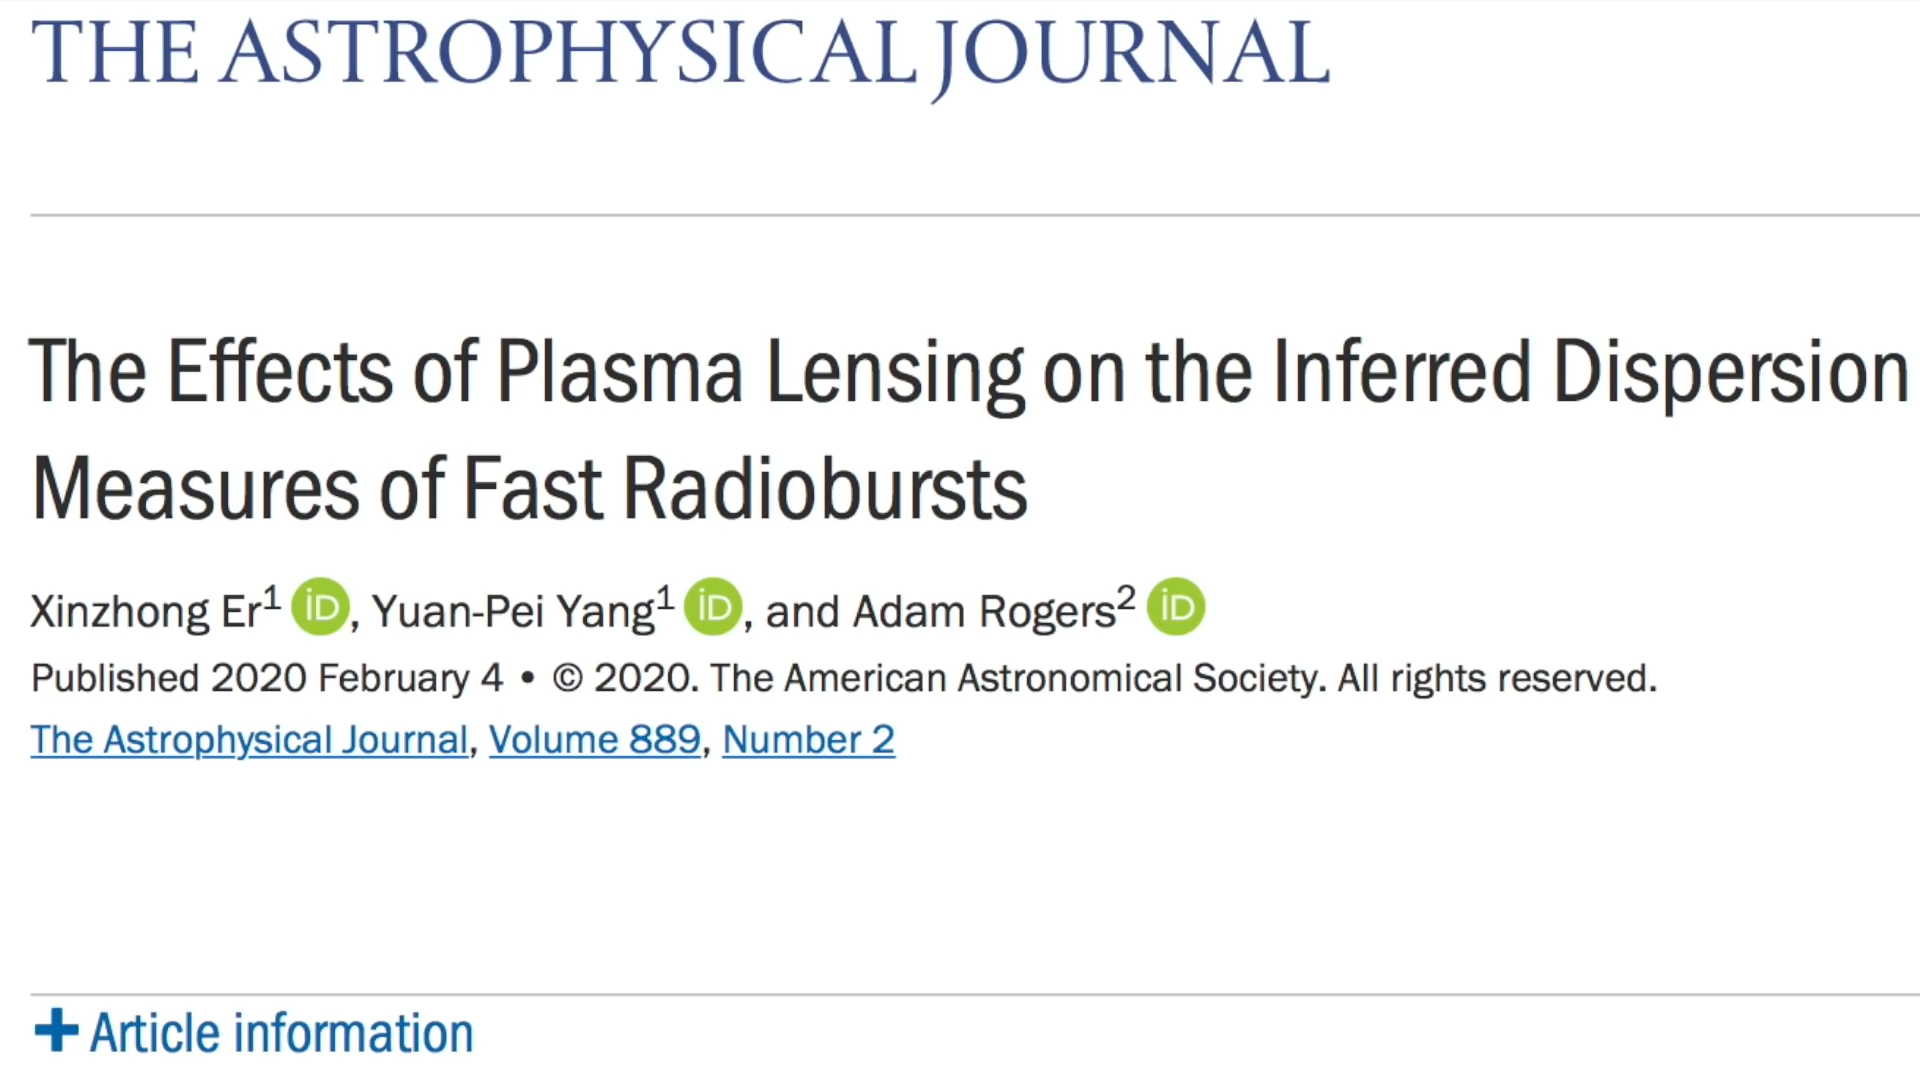 THE ASTROPHYSICAL JOURNAL
The Effects of Plasma Lensing on the Inferred Dispersion
Measures of Fast Radiobursts
Xinzhong Er1 iD, Yuan-Pei Yang1 iD, and Adam Rogers2 iD
Published 2020 February 4 • © 2020. The American Astronomical Society. All rights reserved.
The Astrophysical Journal, Volume 889, Number 2
+ Article information